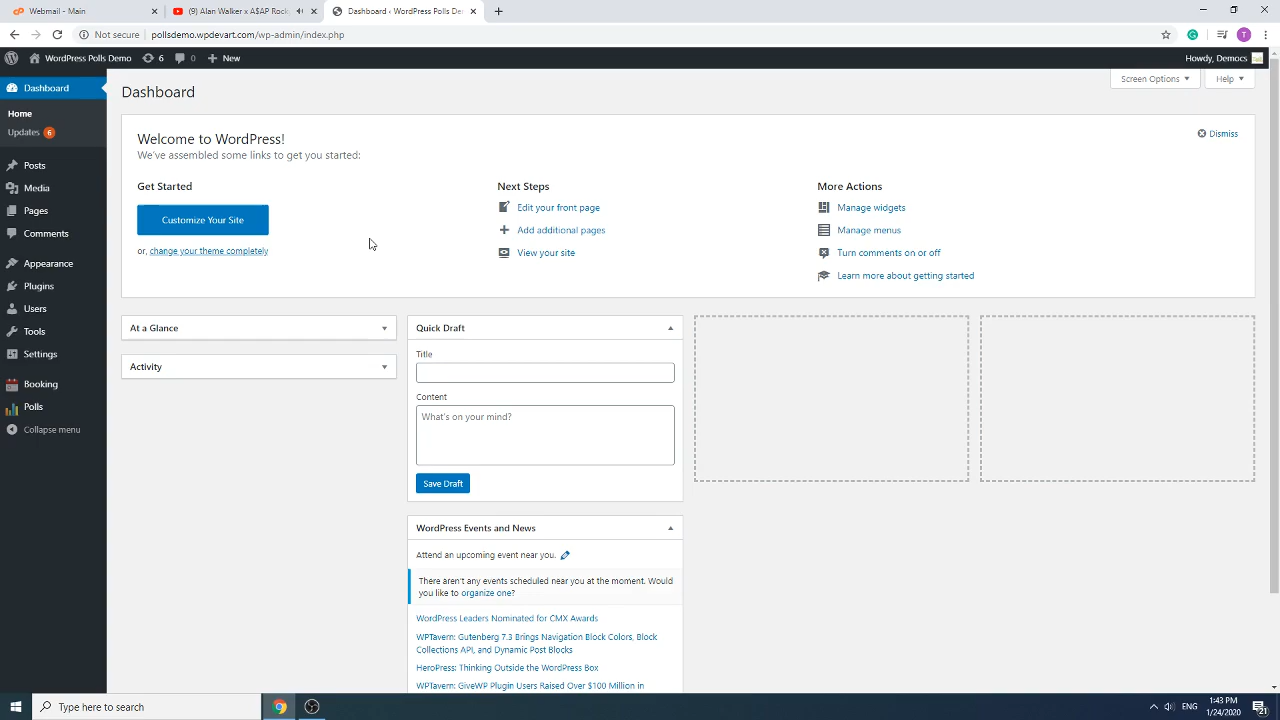 Webmail - Main
(9) Alan Walker x A$AP Rock
Dashboard ‹ WordPress Polls Dem
Not secure
pollsdemo.wpdevart.com/wp-admin/index.php
T
WordPress Polls Demo
6
0
New
Howdy, Democs
Dashboard
Home
Updates 6
Posts
Media
Pages
Comments
Appearance
Plugins
Users
Tools
Settings
Booking
Polls
Collapse menu
Screen Options
Help
Dashboard
Welcome to WordPress!
We've assembled some links to get you started:
Dismiss
Get Started
Customize Your Site
or, change your theme completely
Next Steps
Edit your front page
Add additional pages
View your site
More Actions
Manage widgets
Manage menus
Turn comments on or off
Learn more about getting started
At a Glance
Activity
Quick Draft
Title
Content
What's on your mind?
Save Draft
WordPress Events and News
Attend an upcoming event near you.
There aren't any events scheduled near you at the moment. Would
you like to organize one?
WordPress Leaders Nominated for CMX Awards
WPTavern: Gutenberg 7.3 Brings Navigation Block Colors, Block
Collections API, and Dynamic Post Blocks
HeroPress: Thinking Outside the WordPress Box
WPTavern: GiveWP Plugin Users Raised Over $100 Million in
Type here to search
ENG
1:43 PM
1/24/2020
21